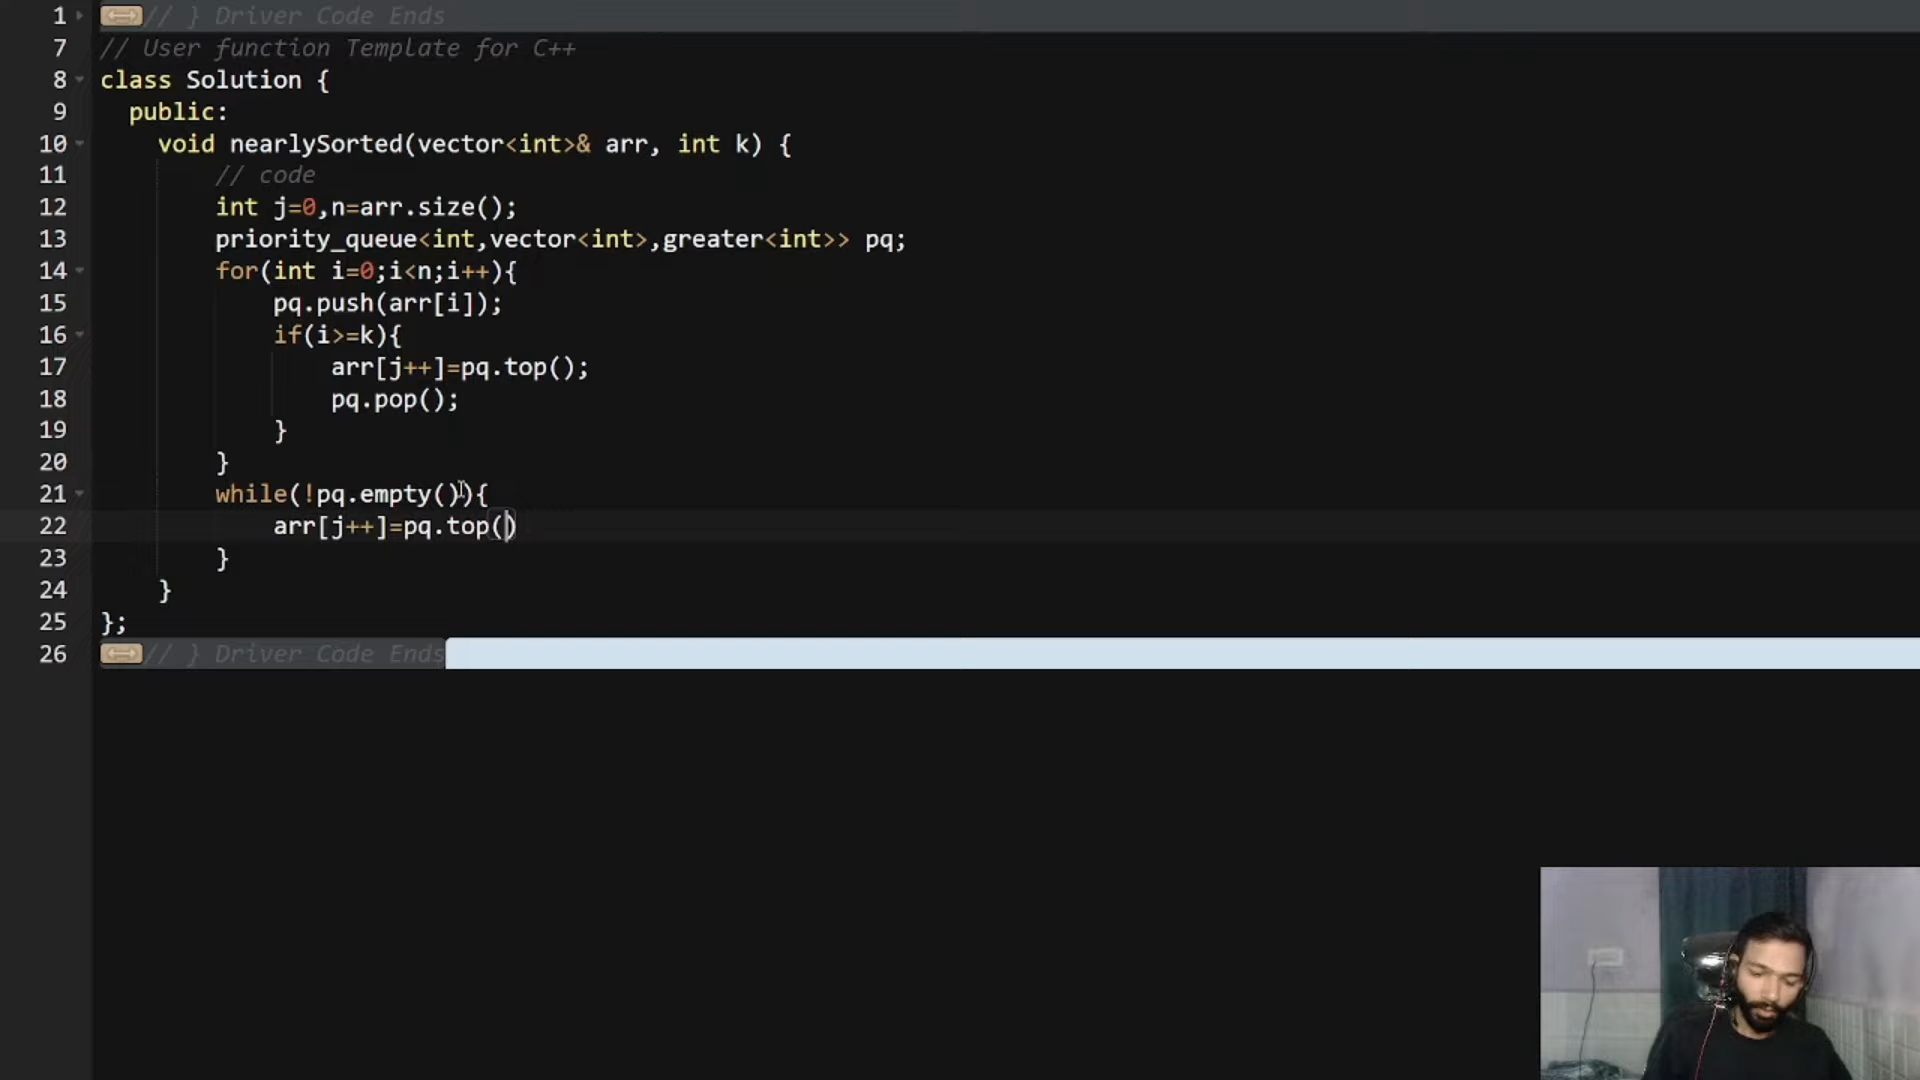 1 // } Driver Code Ends
7 // User function Template for C++
8 class Solution {
9 public:
10 void nearlySorted(vector<int>& arr, int k) {
11 // code
12 int j=0,n=arr.size();
13 priority_queue<int,vector<int>,greater<int>> pq;
14 for(int i=0;i<n;i++){
15 pq.push(arr[i]);
16 if(i>=k){
17 arr[j++]=pq.top();
18 pq.pop();
19 }
20 }
21 while(!pq.empty()){
22 arr[j++]=pq.top()
23 }
24 }
25 };
26 // } Driver Code Ends